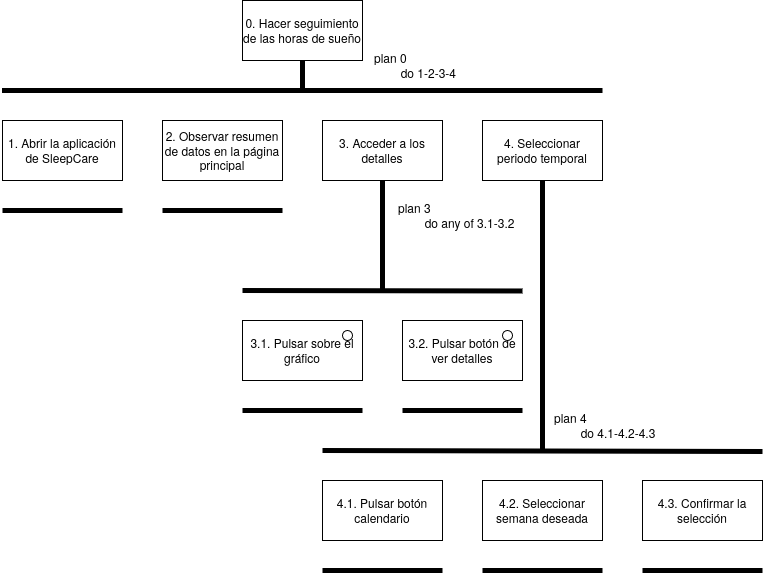 0. Hacer seguimiento
de las horas de sueño
plan 0
do 1-2-3-4
1. Abrir la aplicación
de SleepCare
2. Observar resumen
de datos en la página
principal
3. Acceder a los
detalles
4. Seleccionar
periodo temporal
plan 3
do any of 3.1-3.2
3.1. Pulsar sobre el
gráfico
3.2. Pulsar botón de
ver detalles
plan 4
do 4.1-4.2-4.3
4.1. Pulsar botón
calendario
4.2. Seleccionar
semana deseada
4.3. Confirmar la
selección